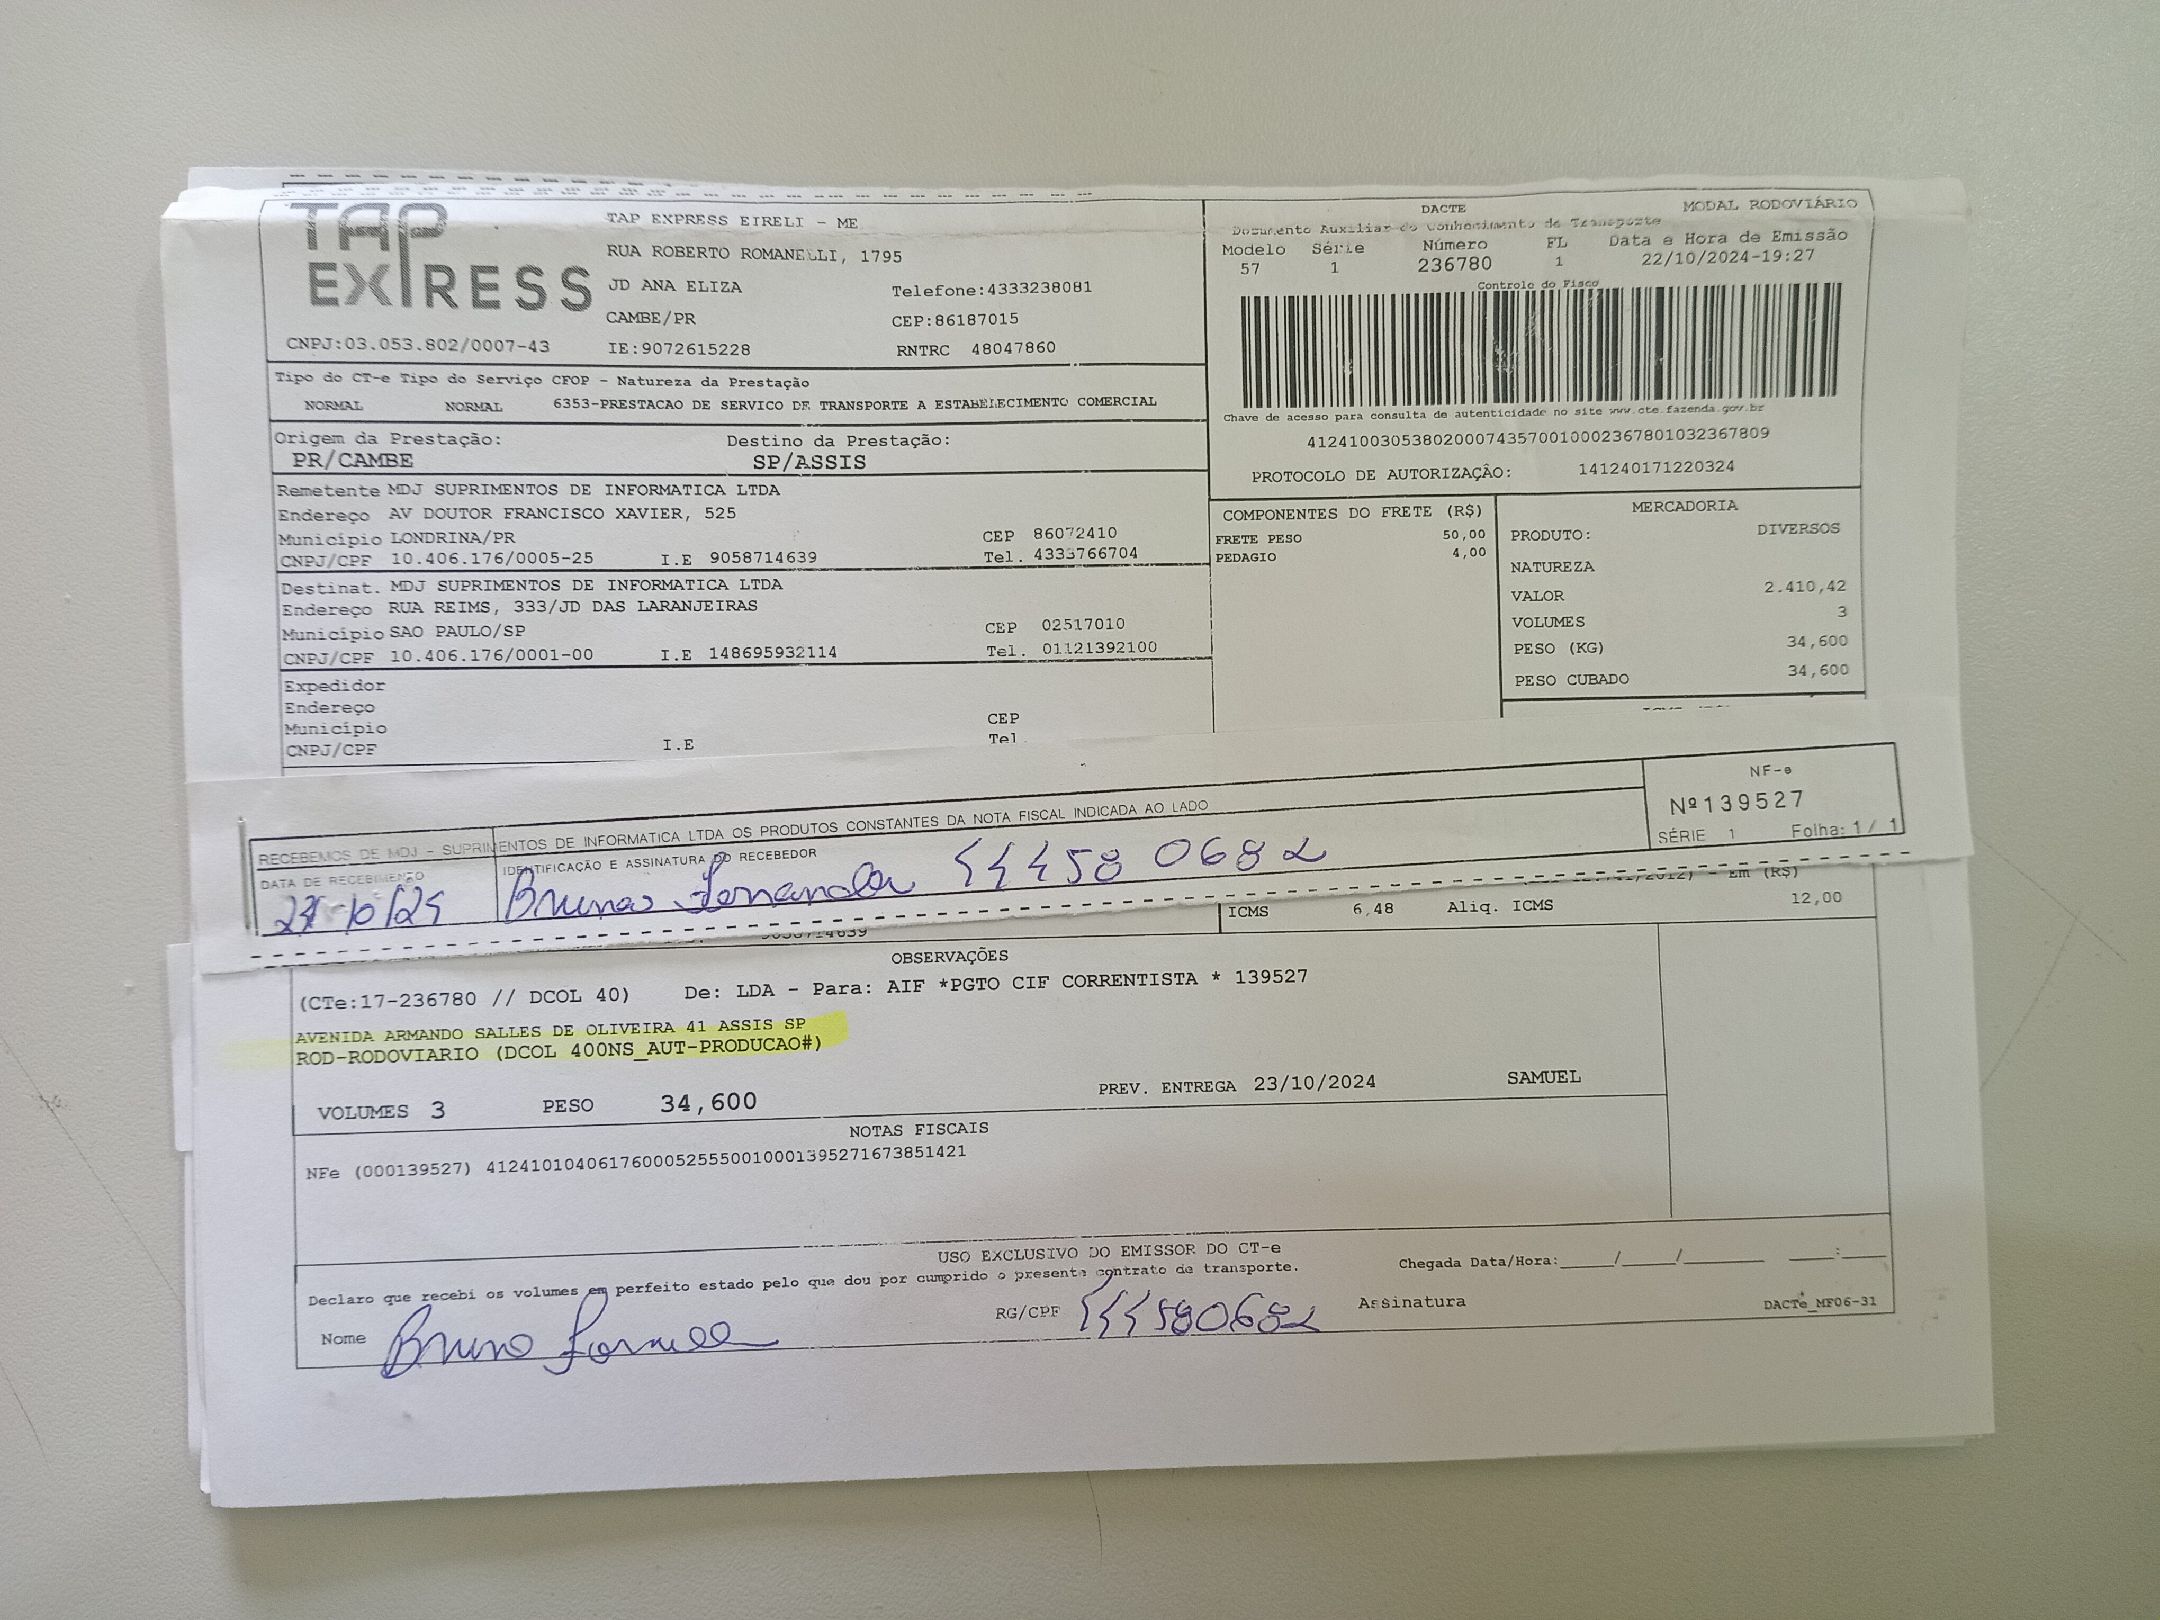 TAP EXPRESS
TAP EXPRESS EIRELI - ME
RUA ROBERTO ROMANELLI, 1795
JD ANA ELIZA Telefone:4333238081
CAMBE/PR CEP:86187015
CNPJ:03.053.802/0007-43 IE:9072615228 RNTRC 48047860
DACTE MODAL RODOVIÁRIO
Documento Auxiliar do Conhecimento de Transporte
Modelo Série Número FL Data e Hora de Emissão
57 1 236780 1 22/10/2024-19:27
Controle do Fisco
Chave de acesso para consulta de autenticidade no site www.cte.fazenda.gov.br
41241003053802000743570010002367801032367809
PROTOCOLO DE AUTORIZAÇÃO: 141240171220324
Tipo do CT-e Tipo do Serviço CFOP - Natureza da Prestação
NORMAL NORMAL 6353-PRESTACAO DE SERVICO DE TRANSPORTE A ESTABELECIMENTO COMERCIAL
Origem da Prestação: Destino da Prestação:
PR/CAMBE SP/ASSIS
Remetente MDJ SUPRIMENTOS DE INFORMATICA LTDA
Endereço AV DOUTOR FRANCISCO XAVIER, 525
Município LONDRINA/PR CEP 86072410
CNPJ/CPF 10.406.176/0005-25 I.E 9058714639 Tel. 4333766704
Destinat. MDJ SUPRIMENTOS DE INFORMATICA LTDA
Endereço RUA REIMS, 333/JD DAS LARANJEIRAS
Município SAO PAULO/SP CEP 02517010
CNPJ/CPF 10.406.176/0001-00 I.E 148695932114 Tel. 01121392100
Expedidor
Endereço
Município CEP
CNPJ/CPF I.E Tel
COMPONENTES DO FRETE (R$)
FRETE PESO 50,00
PEDAGIO 4,00
MERCADORIA
PRODUTO: DIVERSOS
NATUREZA
VALOR 2.410,42
VOLUMES 3
PESO (KG) 34,600
PESO CUBADO 34,600
RECEBEMOS DE MDJ - SUPRIMENTOS DE INFORMATICA LTDA OS PRODUTOS CONSTANTES DA NOTA FISCAL INDICADA AO LADO
DATA DE RECEBIMENTO IDENTIFICAÇÃO E ASSINATURA DO RECEBEDOR
Bruno
NF-e
Nº139527
SÉRIE 1 Folha: 1 / 1
Em (R$)
ICMS 6,48 Aliq. ICMS 12,00
OBSERVAÇÕES
(CTe:17-236780 // DCOL 40) De: LDA - Para: AIF *PGTO CIF CORRENTISTA * 139527
AVENIDA ARMANDO SALLES DE OLIVEIRA 41 ASSIS SP
ROD-RODOVIARIO (DCOL 400NS_AUT-PRODUCAO#)
VOLUMES 3 PESO 34,600 PREV. ENTREGA 23/10/2024 SAMUEL
NOTAS FISCAIS
NFe (000139527) 41241010406176000525550010001395271673851421
USO EXCLUSIVO DO EMISSOR DO CT-e
Declaro que recebi os volumes em perfeito estado pelo que dou por cumprido o presente contrato de transporte.
Chegada Data/Hora:_____/_____/________ ____:____
Nome Bruno RG/CPF Assinatura DACTe_MF06-31